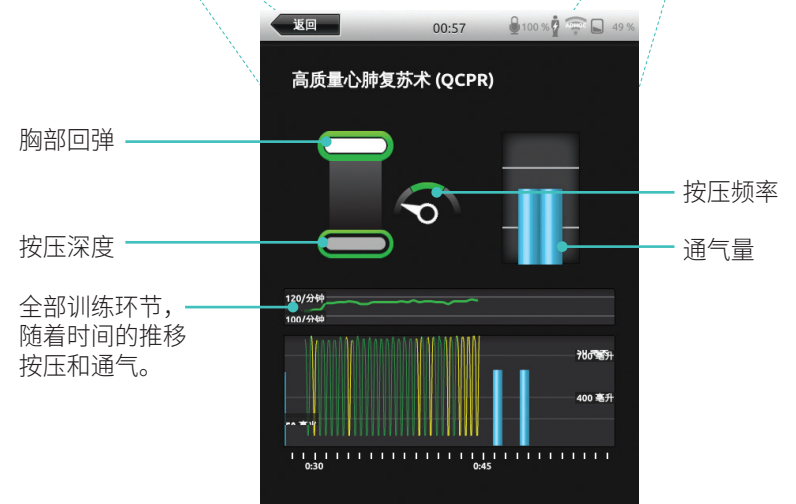 返回
00:57
100 %
49 %
高质量心肺复苏术 (QCPR)
胸部回弹
按压频率
按压深度
通气量
全部训练环节，
随着时间的推移
按压和通气。
120/分钟
100/分钟
700 毫升
400 毫升
0:30
0:45